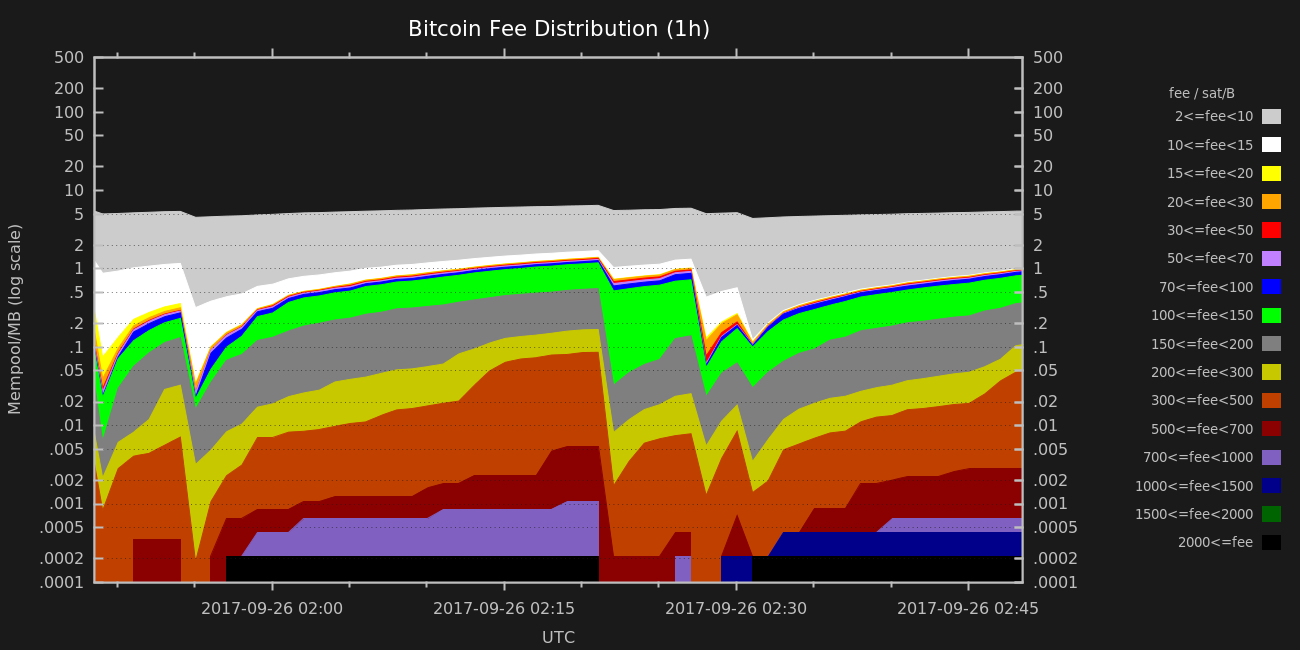 Bitcoin Fee Distribution (1h)
500
200
100
50
20
10
5
2
1
.5
.2
.1
.05
.02
.01
.005
.002
.001
.0005
.0002
.0001
Mempool/MB (log scale)
500
200
100
50
20
10
5
2
1
.5
.2
.1
.05
.02
.01
.005
.002
.001
.0005
.0002
.0001
2017-09-26 02:00 2017-09-26 02:15 2017-09-26 02:30 2017-09-26 02:45
UTC
fee / sat/B
2<=fee<10
10<=fee<15
15<=fee<20
20<=fee<30
30<=fee<50
50<=fee<70
70<=fee<100
100<=fee<150
150<=fee<200
200<=fee<300
300<=fee<500
500<=fee<700
700<=fee<1000
1000<=fee<1500
1500<=fee<2000
2000<=fee